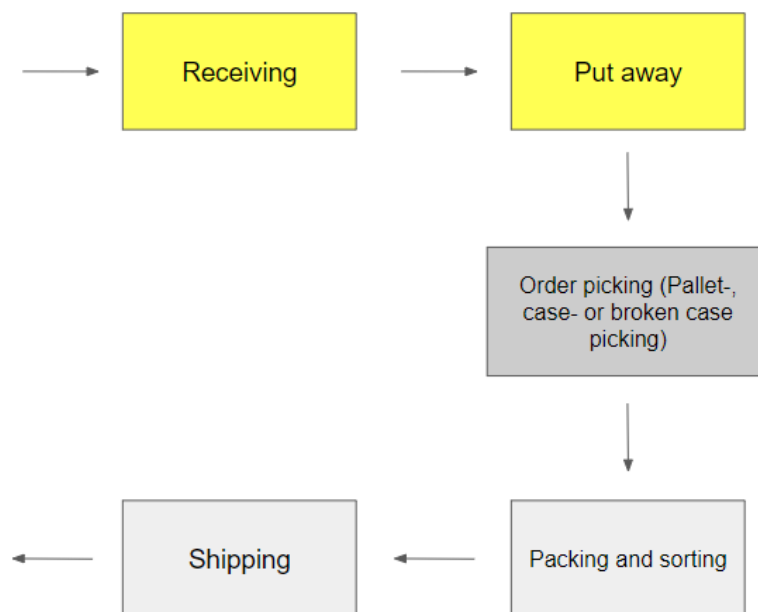 Receiving
Put away
Order picking (Pallet-,
case- or broken case
picking)
Packing and sorting
Shipping